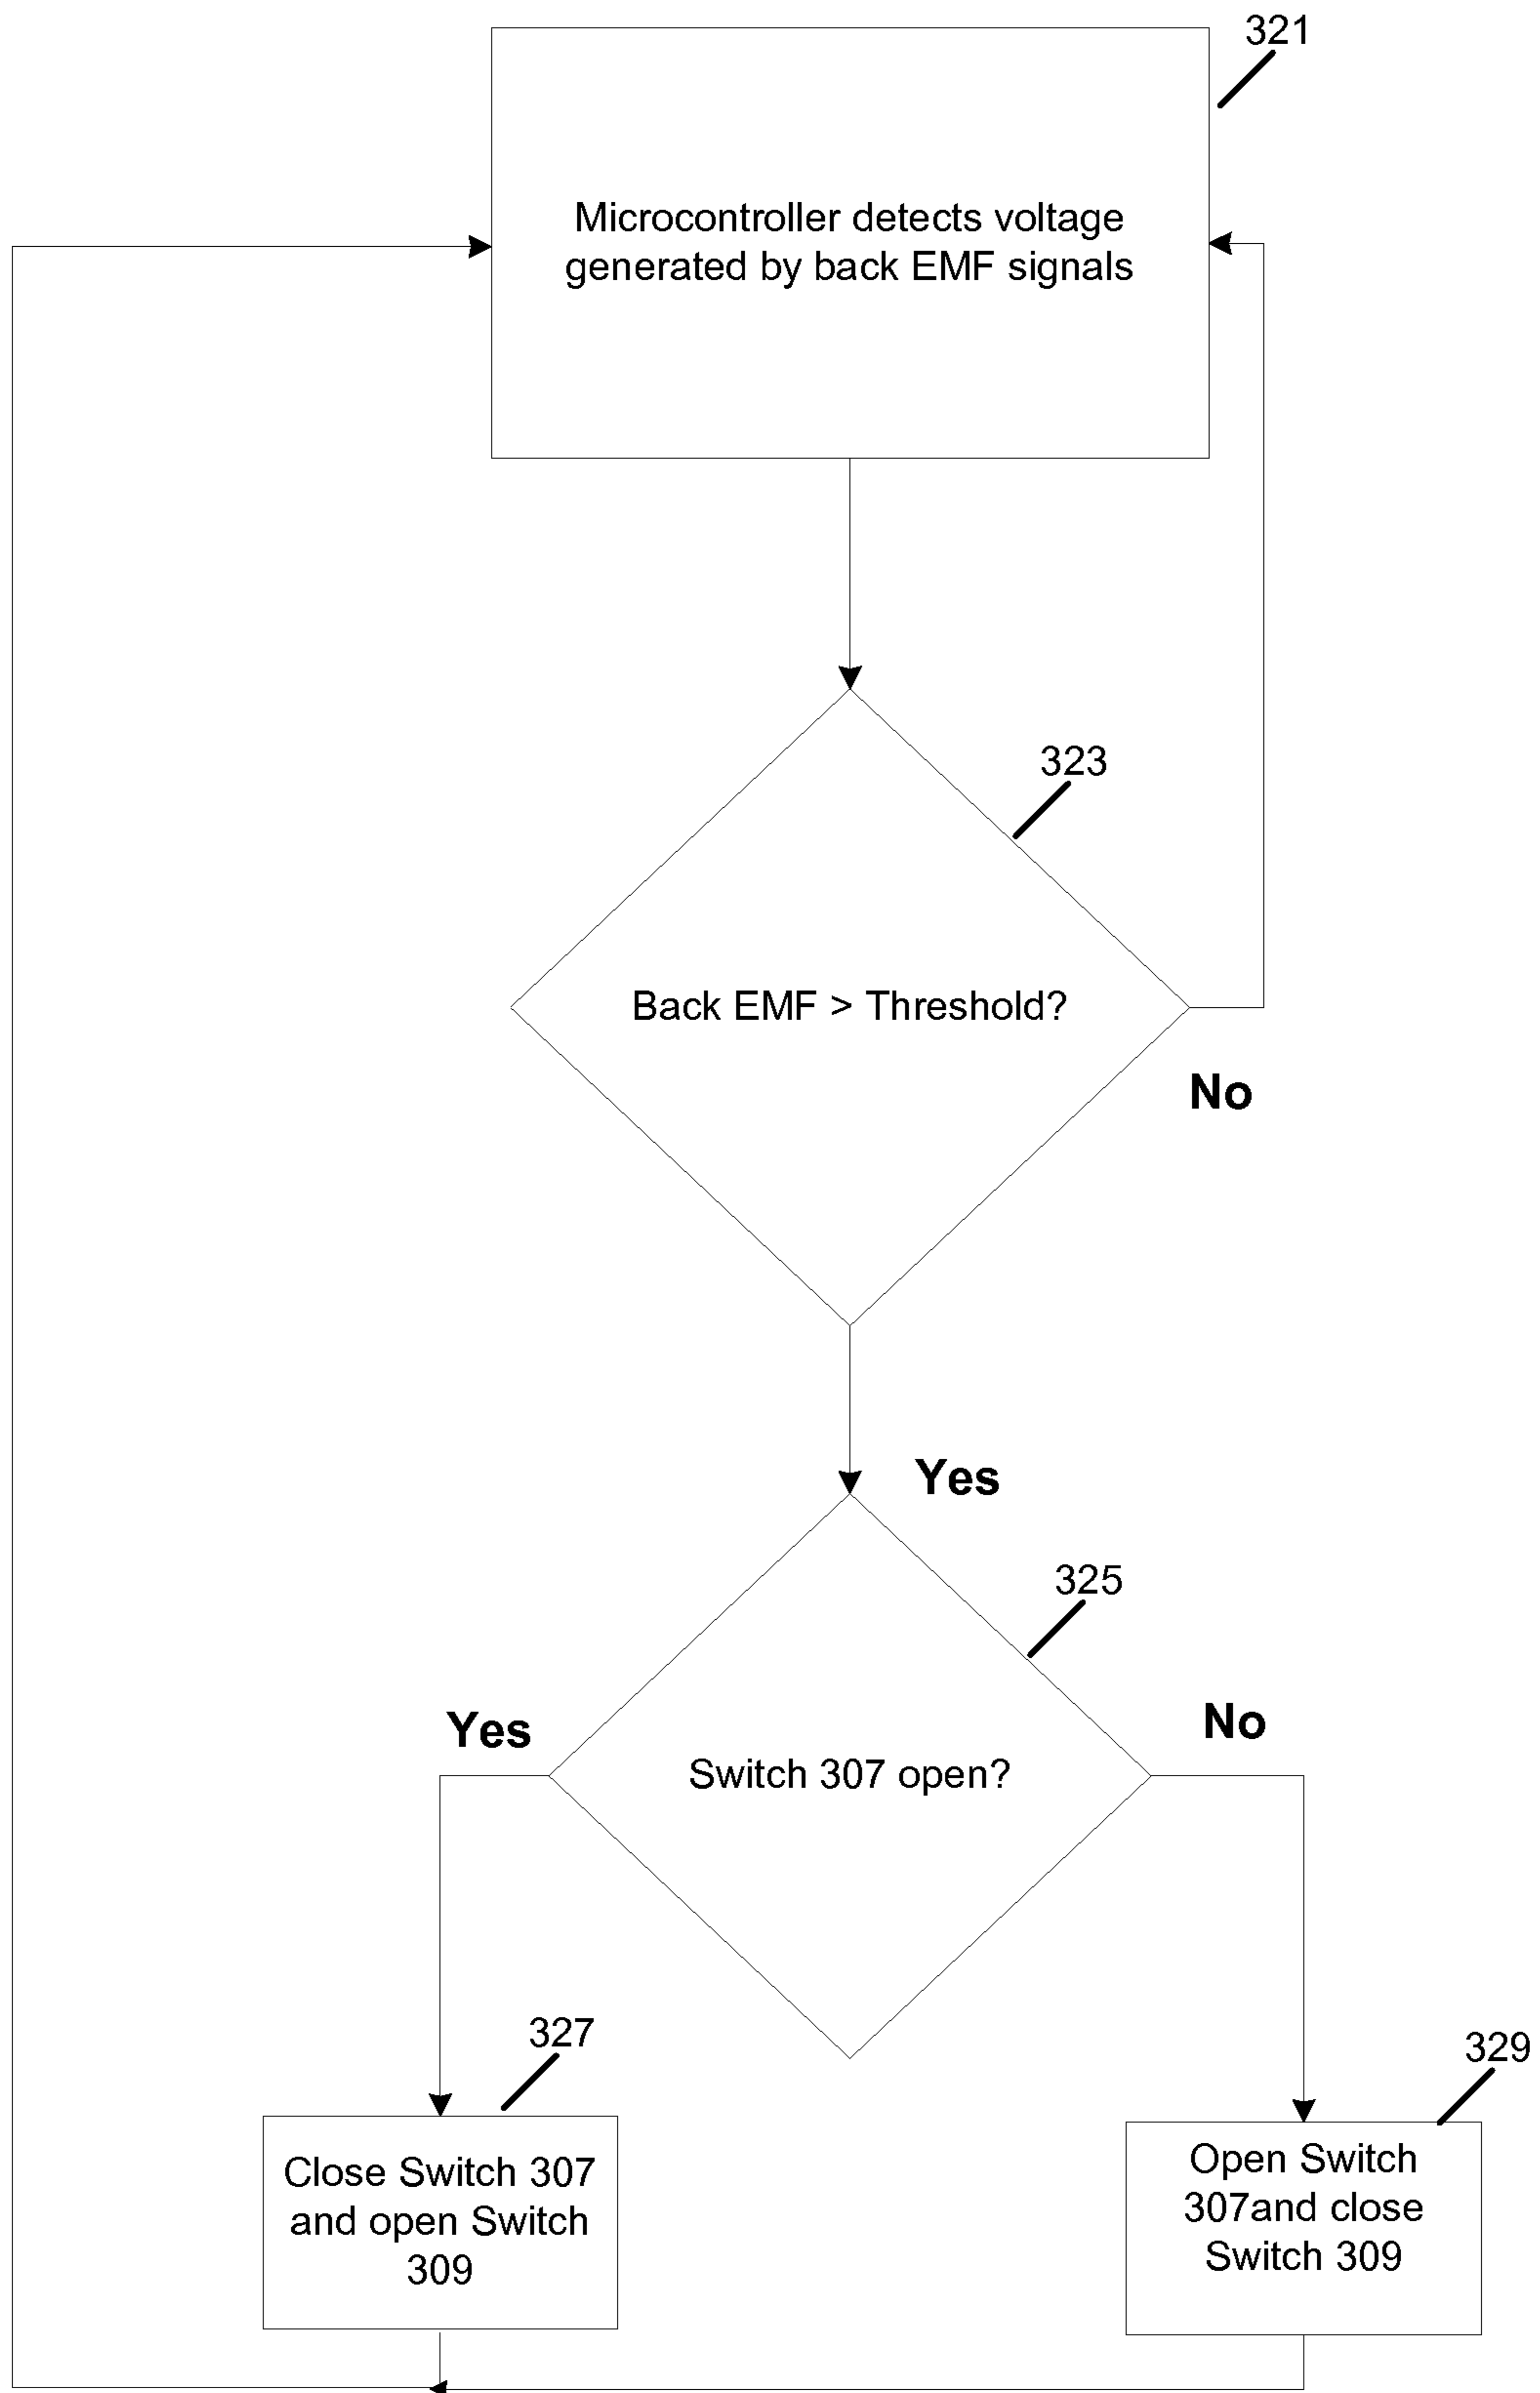 321
Microcontroller detects voltage
generated by back EMF signals
323
Back EMF > Threshold?
No
Yes
325
Yes
No
Switch 307 open?
327
329
Close Switch 307
and open Switch
309
Open Switch
307and close
Switch 309